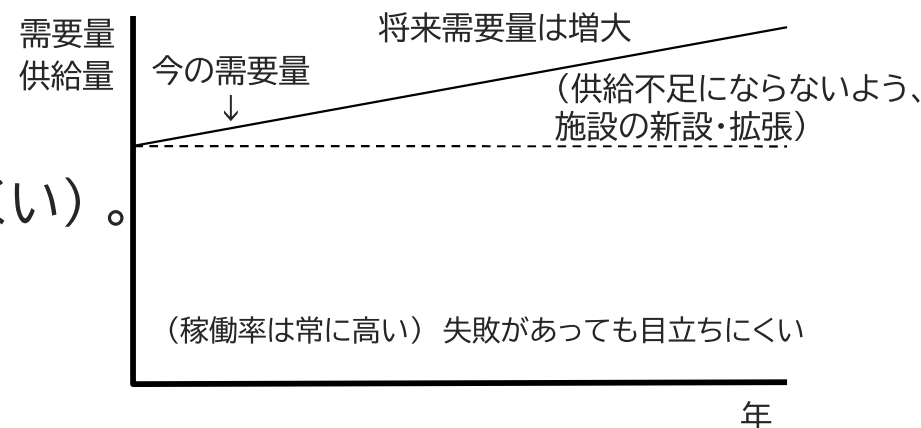 需要量
供給量
将来需要量は増大
今の需要量
↓
（供給不足にならないよう、
施設の新設・拡張）
い）。
（稼働率は常に高い）失敗があっても目立ちにくい
年